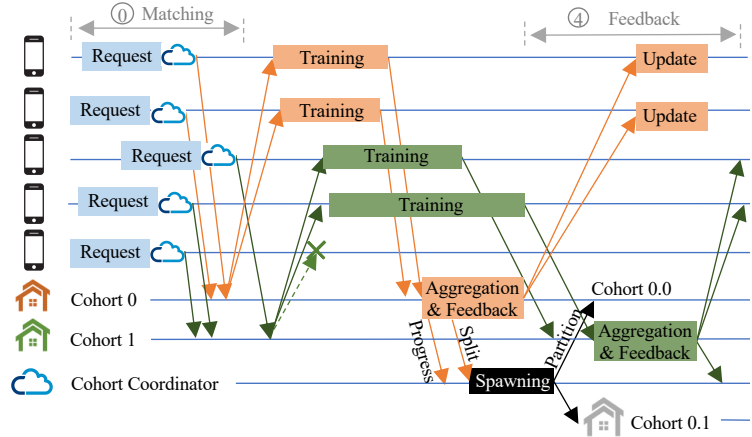 ⓪ Matching
④ Feedback
Request
Training
Update
Request
Training
Update
Request
Training
Request
Training
Request
Cohort 0
Aggregation
& Feedback
Cohort 0.0
Cohort 1
Progress
Split
Partition
Aggregation
& Feedback
Cohort Coordinator
Spawning
Cohort 0.1